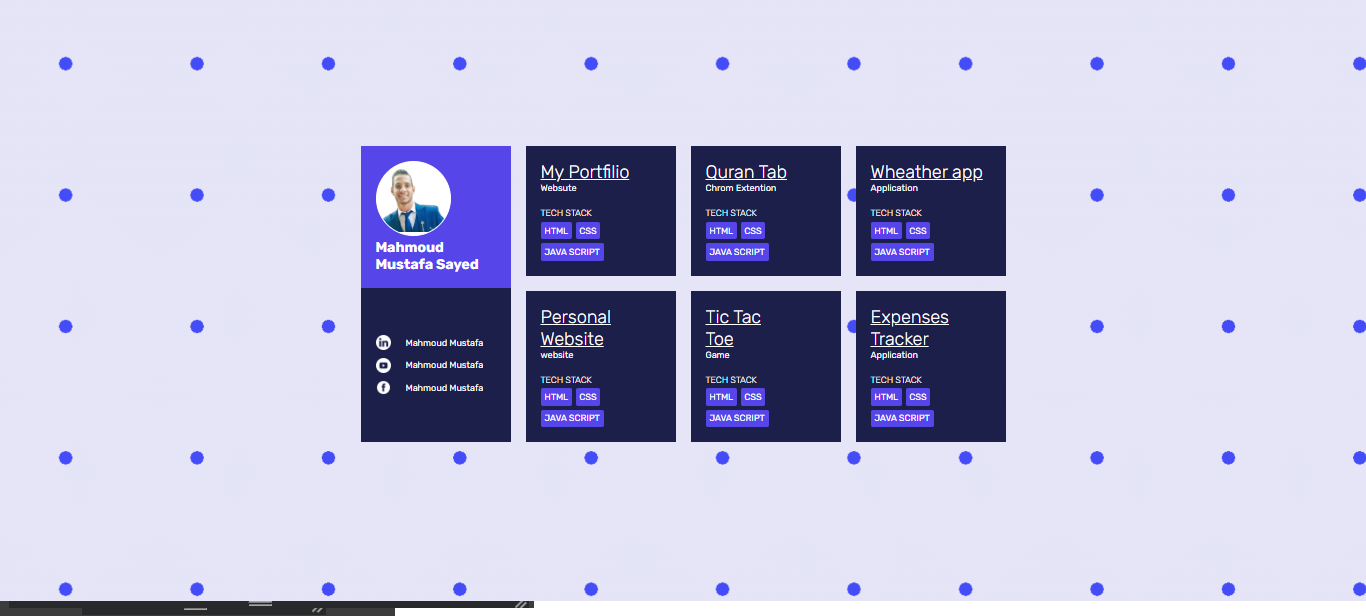 Mahmoud
Mustafa Sayed
Mahmoud Mustafa
Mahmoud Mustafa
Mahmoud Mustafa
My Portfilio
Websute
TECH STACK
HTML CSS
JAVA SCRIPT
Quran Tab
Chrom Extention
TECH STACK
HTML CSS
JAVA SCRIPT
Wheather app
Application
TECH STACK
HTML CSS
JAVA SCRIPT
Personal
Website
website
TECH STACK
HTML CSS
JAVA SCRIPT
Tic Tac
Toe
Game
TECH STACK
HTML CSS
JAVA SCRIPT
Expenses
Tracker
Application
TECH STACK
HTML CSS
JAVA SCRIPT